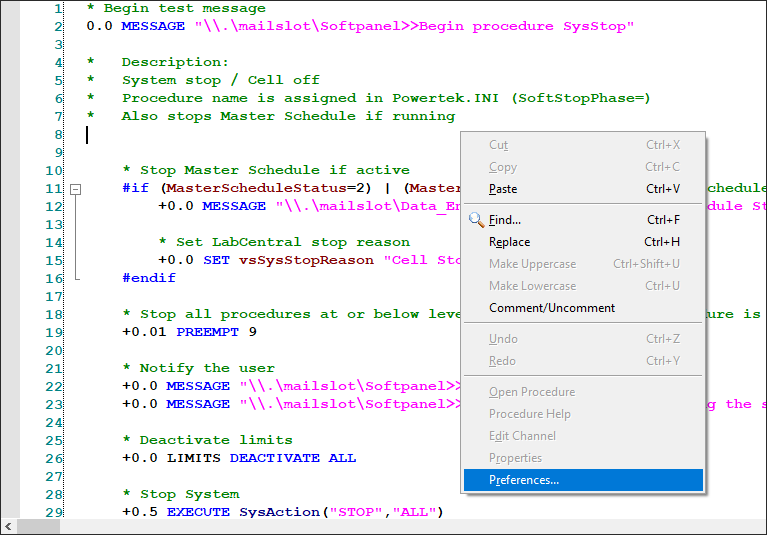 1 * Begin test message
2 0.0 MESSAGE "\\.\mailslot\Softpanel>>Begin procedure SysStop"
3
4 * Description:
5 * System stop / Cell off
6 * Procedure name is assigned in Powertek.INI (SoftStopPhase=)
7 * Also stops Master Schedule if running
8
9
10 * Stop Master Schedule if active
11 #if (MasterScheduleStatus=2) | (Master
12 +0.0 MESSAGE "\\.\mailslot\Data_En
13
14 * Set LabCentral stop reason
15 +0.0 SET vsSysStopReason "Cell Sto
16 #endif
17
18 * Stop all procedures at or below leve
19 +0.01 PREEMPT 9
20
21 * Notify the user
22 +0.0 MESSAGE "\\.\mailslot\Softpanel>>
23 +0.0 MESSAGE "\\.\mailslot\Softpanel>>
24
25 * Deactivate limits
26 +0.0 LIMITS DEACTIVATE ALL
27
28 * Stop System
29 +0.5 EXECUTE SysAction("STOP","ALL")
chedule
dule St
ure is
g the s
Cut Ctrl+X
Copy Ctrl+C
Paste Ctrl+V
Find... Ctrl+F
Replace Ctrl+H
Make Uppercase Ctrl+Shift+U
Make Lowercase Ctrl+U
Comment/Uncomment
Undo Ctrl+Z
Redo Ctrl+Y
Open Procedure
Procedure Help
Edit Channel
Properties
Preferences...